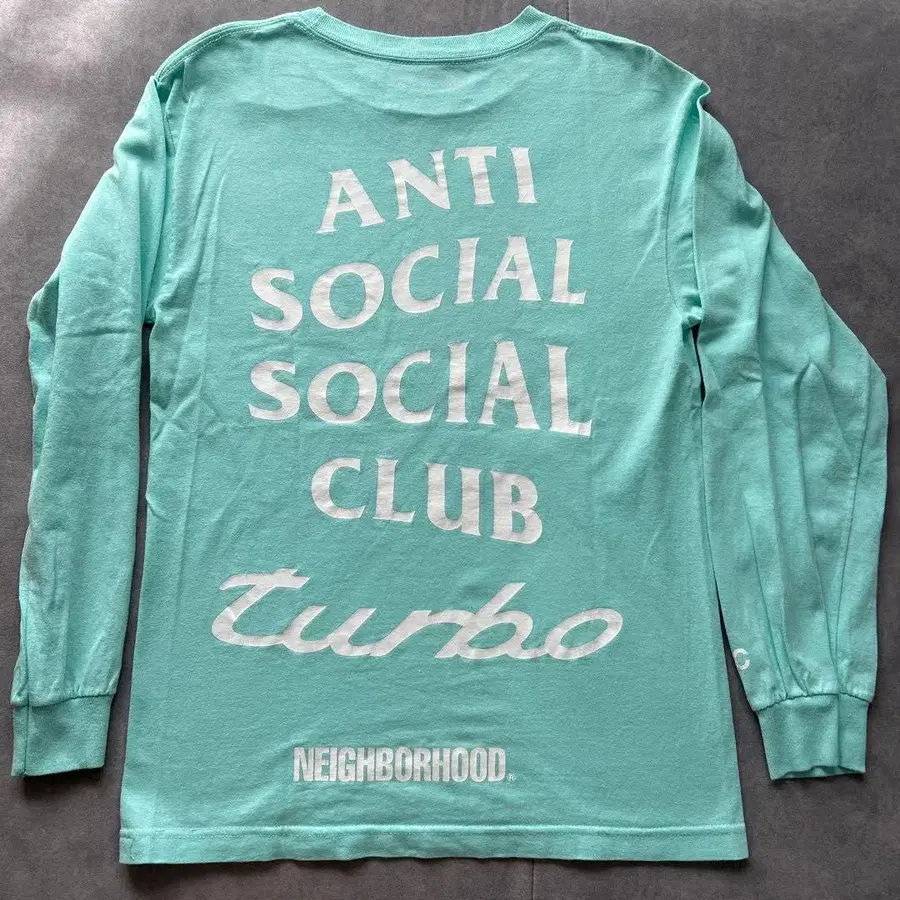 ANTI
SOCIAL
SOCIAL
CLUB
turbo
NEIGHBORHOOD®
C